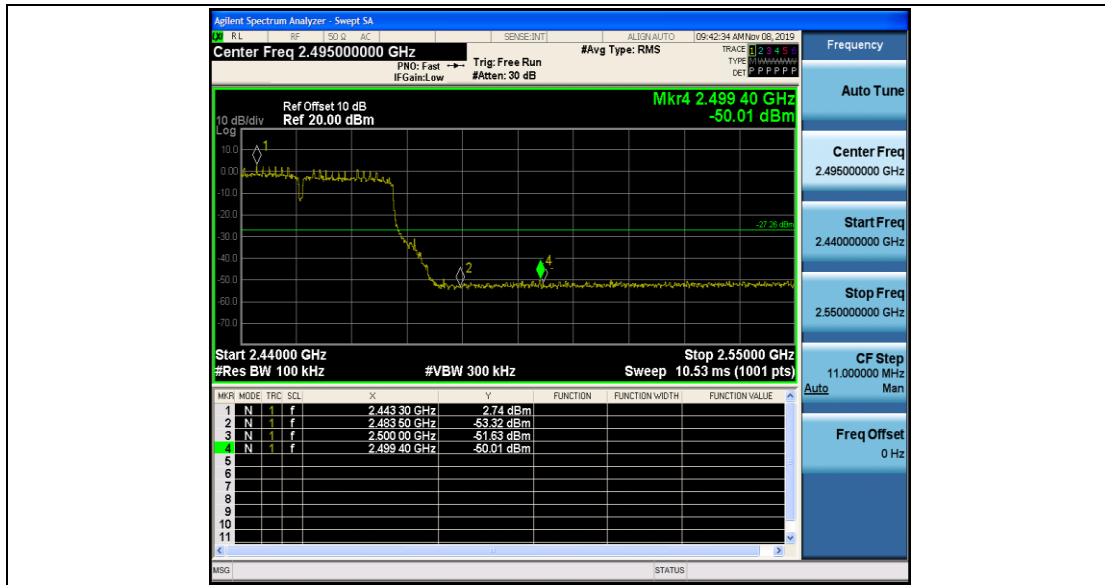 Agilent Spectrum Analyzer - Swept SA
RL RF 50 Ω AC SENSE:INT ALIGNAUTO 09:42:34 AM Nov 08, 2019
Center Freq 2.495000000 GHz #Avg Type: RMS TRACE 1 2 3 4 5 6
PNO: Fast Trig: Free Run TYPE M WWWWW
IFGain:Low #Atten: 30 dB DET P P P P P P
Mkr4 2.499 40 GHz
-50.01 dBm
Ref Offset 10 dB
10 dB/div Ref 20.00 dBm
Log
10.0
0.00
-10.0
-20.0
-30.0
-40.0
-50.0
-60.0
-70.0
1
2
4
-27.26 dBm
Start 2.44000 GHz Stop 2.55000 GHz
#Res BW 100 kHz #VBW 300 kHz Sweep 10.53 ms (1001 pts)
MKR MODE TRC SCL X Y FUNCTION FUNCTION WIDTH FUNCTION VALUE
1 N 1 f 2.443 30 GHz 2.74 dBm
2 N 1 f 2.483 50 GHz -53.32 dBm
3 N 1 f 2.500 00 GHz -51.63 dBm
4 N 1 f 2.499 40 GHz -50.01 dBm
5
6
7
8
9
10
11
MSG STATUS
Frequency
Auto Tune
Center Freq
2.495000000 GHz
Start Freq
2.440000000 GHz
Stop Freq
2.550000000 GHz
CF Step
11.000000 MHz
Auto Man
Freq Offset
0 Hz